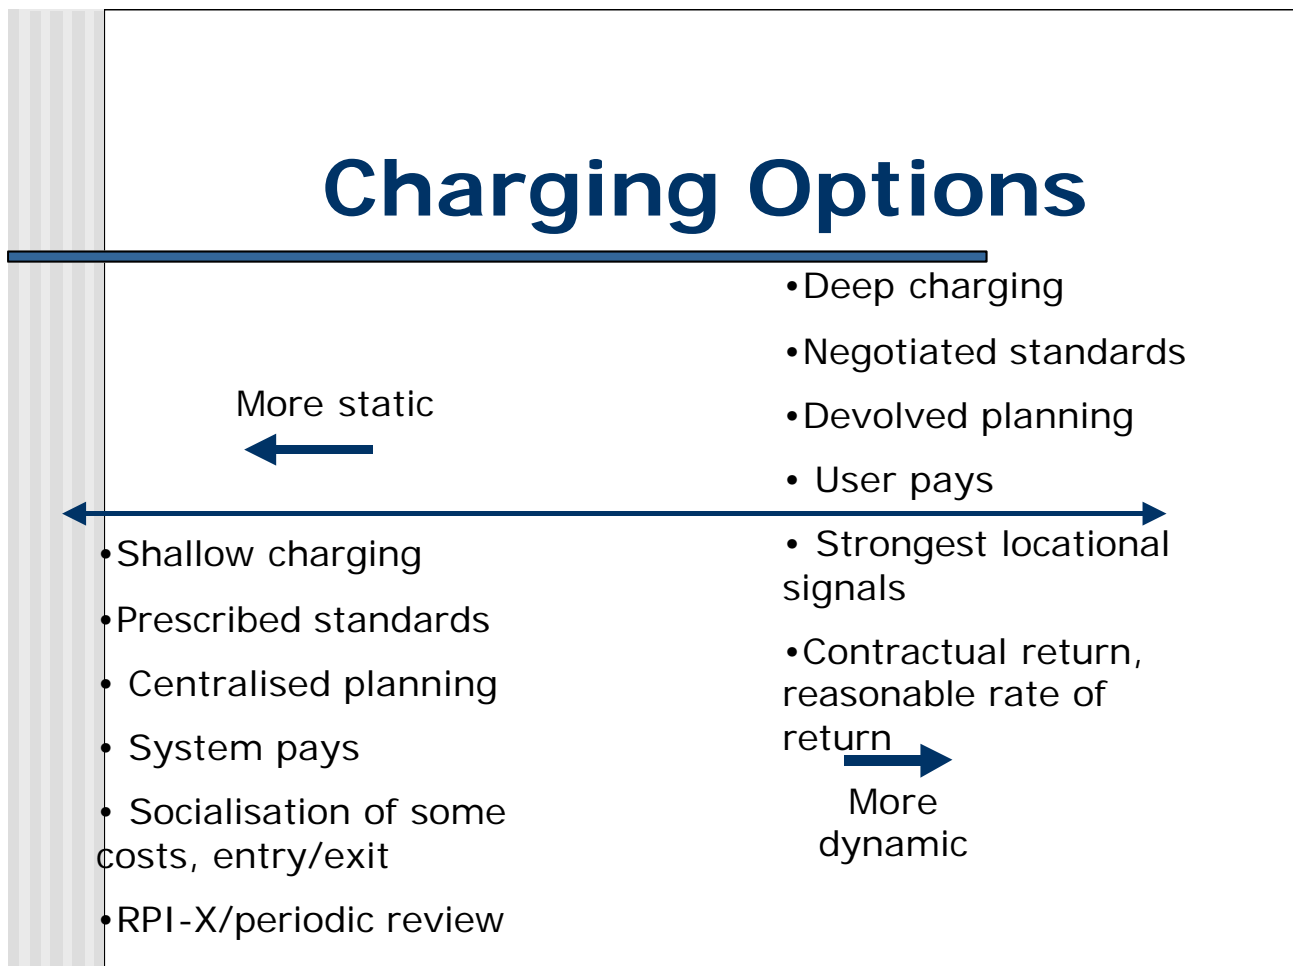 Charging Options
More static
•Shallow charging
•Prescribed standards
• Centralised planning
• System pays
• Socialisation of some
costs, entry/exit
•RPI-X/periodic review
•Deep charging
•Negotiated standards
•Devolved planning
• User pays
• Strongest locational
signals
•Contractual return,
reasonable rate of
return
More
dynamic